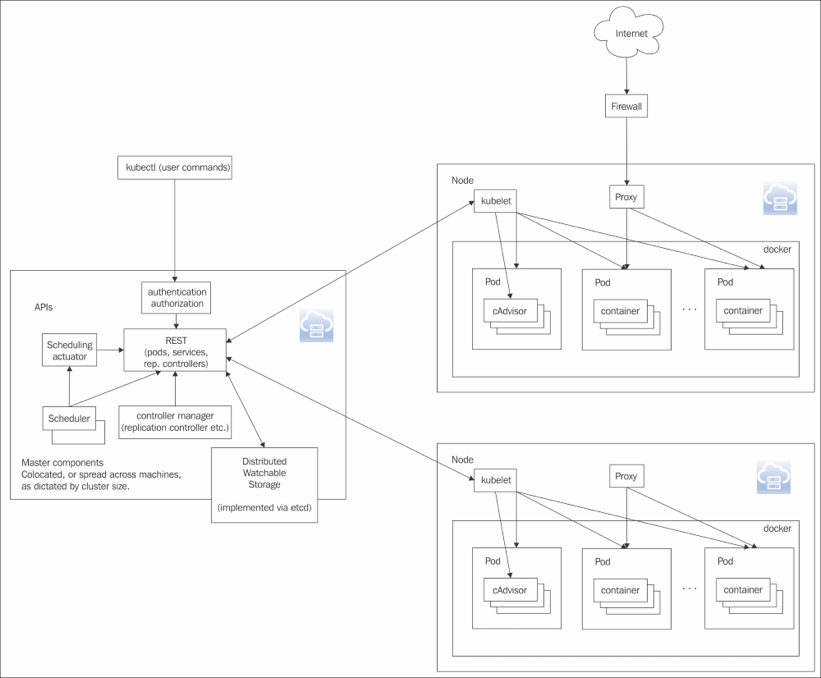 Internet
Firewall
kubectl (user commands)
Node
kubelet
Proxy
docker
Pod
Pod
Pod
cAdvisor
container
. . .
container
authentication
authorization
APIs
REST
(pods, services,
rep. controllers)
Scheduling
actuator
Scheduler
controller manager
(replication controller etc.)
Master components
Colocated, or spread across machines,
as dictated by cluster size.
Distributed
Watchable
Storage
(implemented via etcd)
Node
kubelet
Proxy
docker
Pod
Pod
Pod
cAdvisor
container
. . .
container